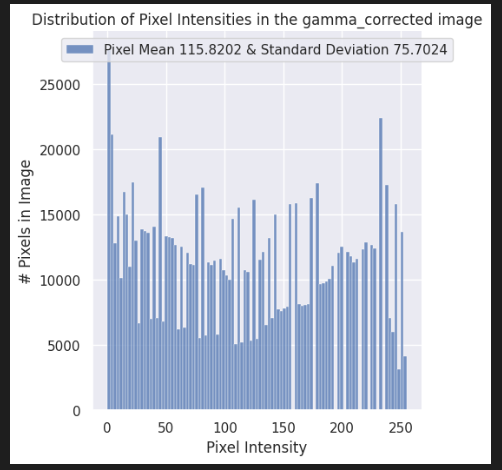 Distribution of Pixel Intensities in the gamma_corrected image
Pixel Mean 115.8202 & Standard Deviation 75.7024
25000
20000
15000
10000
5000
0
# Pixels in Image
0 50 100 150 200 250
Pixel Intensity